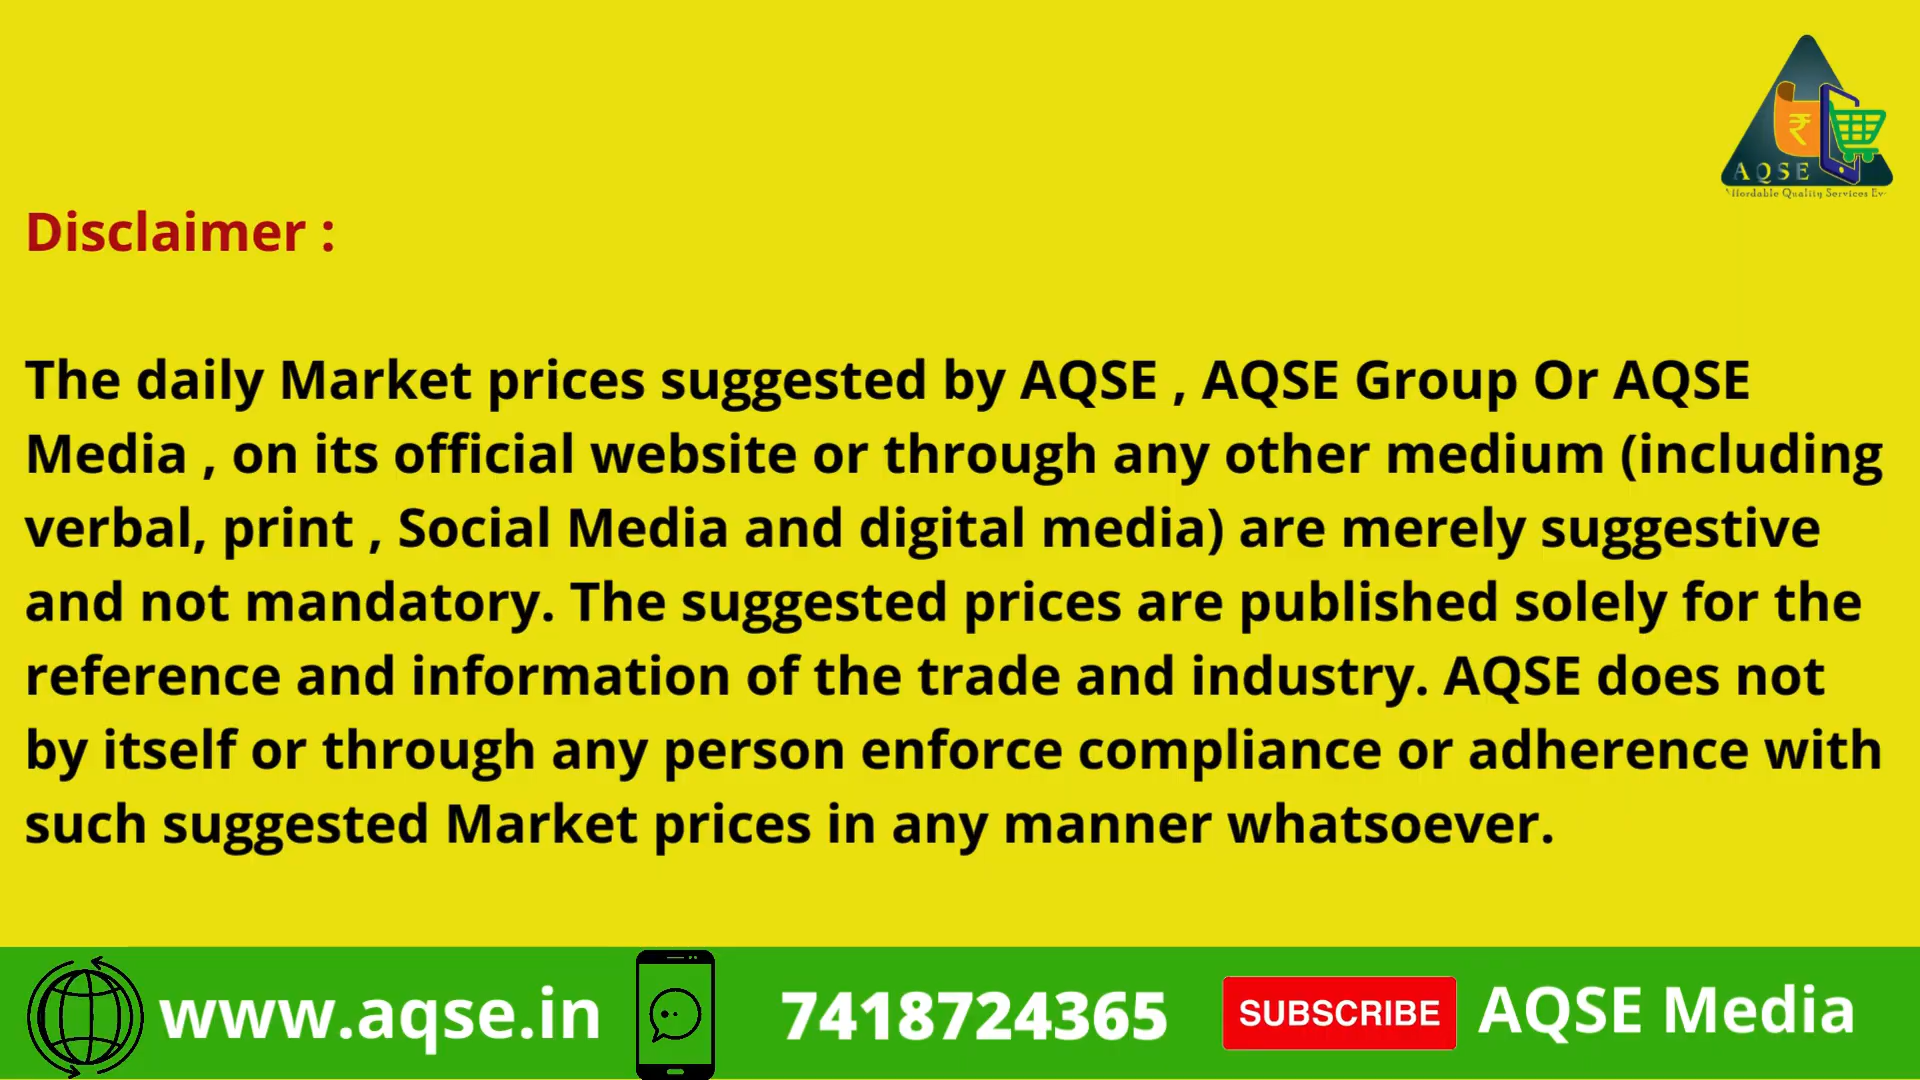 ₹
AQSE
Affordable Quality Services Ev
Disclaimer :
The daily Market prices suggested by AQSE , AQSE Group Or AQSE
Media , on its official website or through any other medium (including
verbal, print , Social Media and digital media) are merely suggestive
and not mandatory. The suggested prices are published solely for the
reference and information of the trade and industry. AQSE does not
by itself or through any person enforce compliance or adherence with
such suggested Market prices in any manner whatsoever.
www.aqse.in
7418724365
SUBSCRIBE
AQSE Media